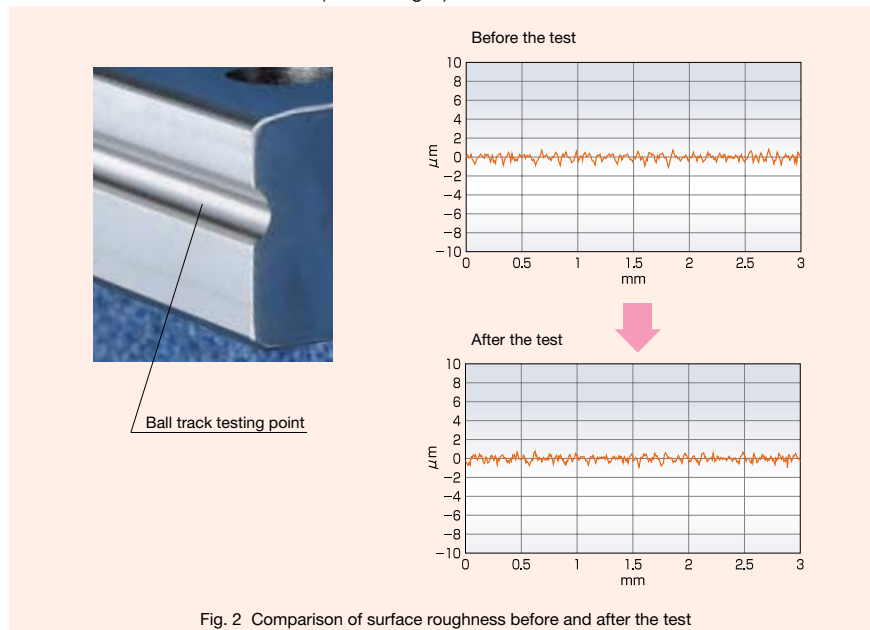 Before the test
10
8
6
4
2
0
−2
−4
−6
−8
−10
μm
0 0.5 1 1.5 2 2.5 3
mm
After the test
10
8
6
4
2
0
−2
−4
−6
−8
−10
μm
0 0.5 1 1.5 2 2.5 3
mm
Ball track testing point
Fig. 2 Comparison of surface roughness before and after the test